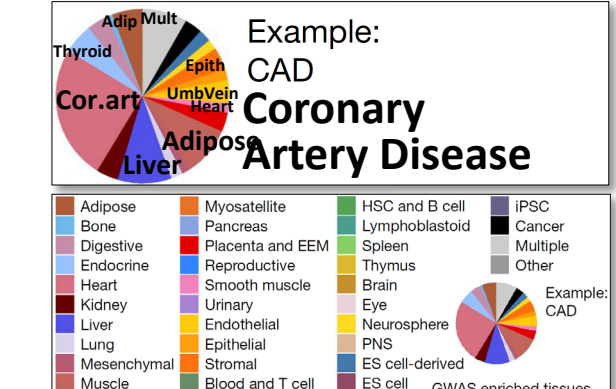 Adip Mult
Thyroid
Epith
Cor.art
UmbVein
Heart
Adipose
Liver
Example:
CAD
Coronary
Artery Disease
Adipose
Bone
Digestive
Endocrine
Heart
Kidney
Liver
Lung
Mesenchymal
Muscle
Myosatellite
Pancreas
Placenta and EEM
Reproductive
Smooth muscle
Urinary
Endothelial
Epithelial
Stromal
Blood and T cell
HSC and B cell
Lymphoblastoid
Spleen
Thymus
Brain
Eye
Neurosphere
PNS
ES cell-derived
ES cell
iPSC
Cancer
Multiple
Other
Example:
CAD
GWAS enriched tissues